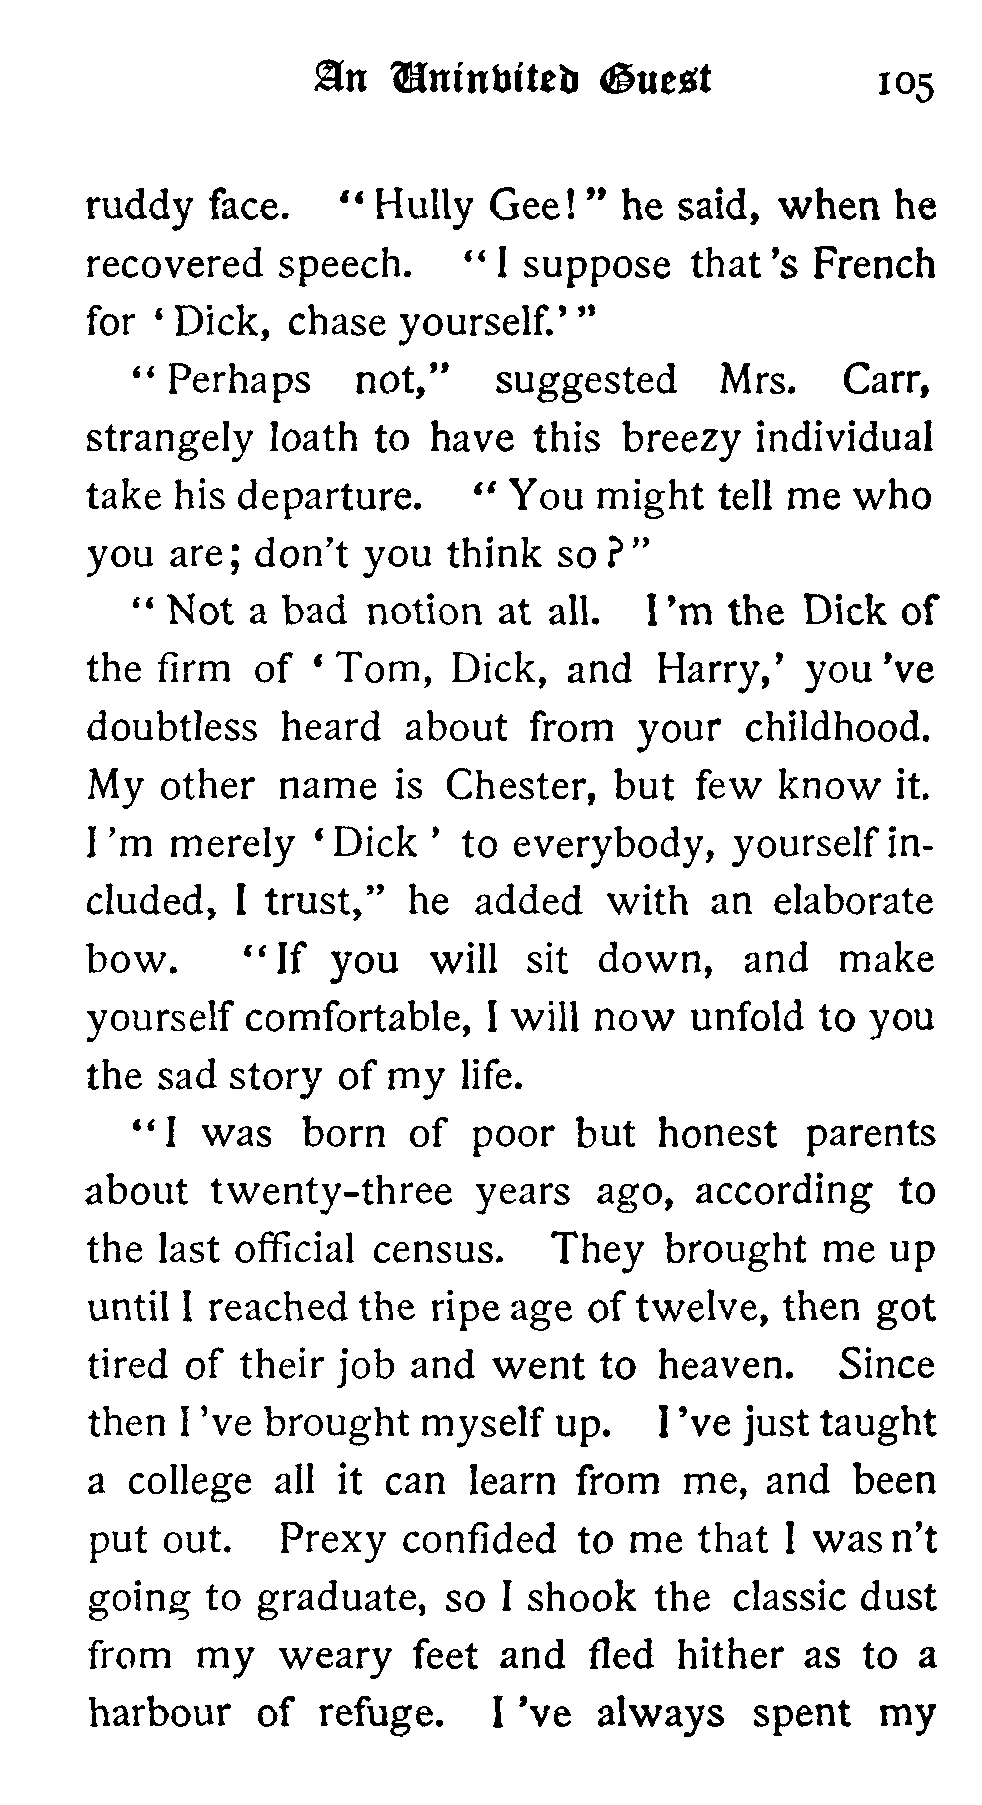 An Uninvited Guest 105
ruddy face. "Hully Gee!" he said, when he
recovered speech. "I suppose that's French
for 'Dick, chase yourself.'"
"Perhaps not," suggested Mrs. Carr,
strangely loath to have this breezy individual
take his departure. "You might tell me who
you are; don't you think so?"
"Not a bad notion at all. I'm the Dick of
the firm of 'Tom, Dick, and Harry,' you've
doubtless heard about from your childhood.
My other name is Chester, but few know it.
I'm merely 'Dick' to everybody, yourself in-
cluded, I trust," he added with an elaborate
bow. "If you will sit down, and make
yourself comfortable, I will now unfold to you
the sad story of my life.
"I was born of poor but honest parents
about twenty-three years ago, according to
the last official census. They brought me up
until I reached the ripe age of twelve, then got
tired of their job and went to heaven. Since
then I've brought myself up. I've just taught
a college all it can learn from me, and been
put out. Prexy confided to me that I wasn't
going to graduate, so I shook the classic dust
from my weary feet and fled hither as to a
harbour of refuge. I've always spent my